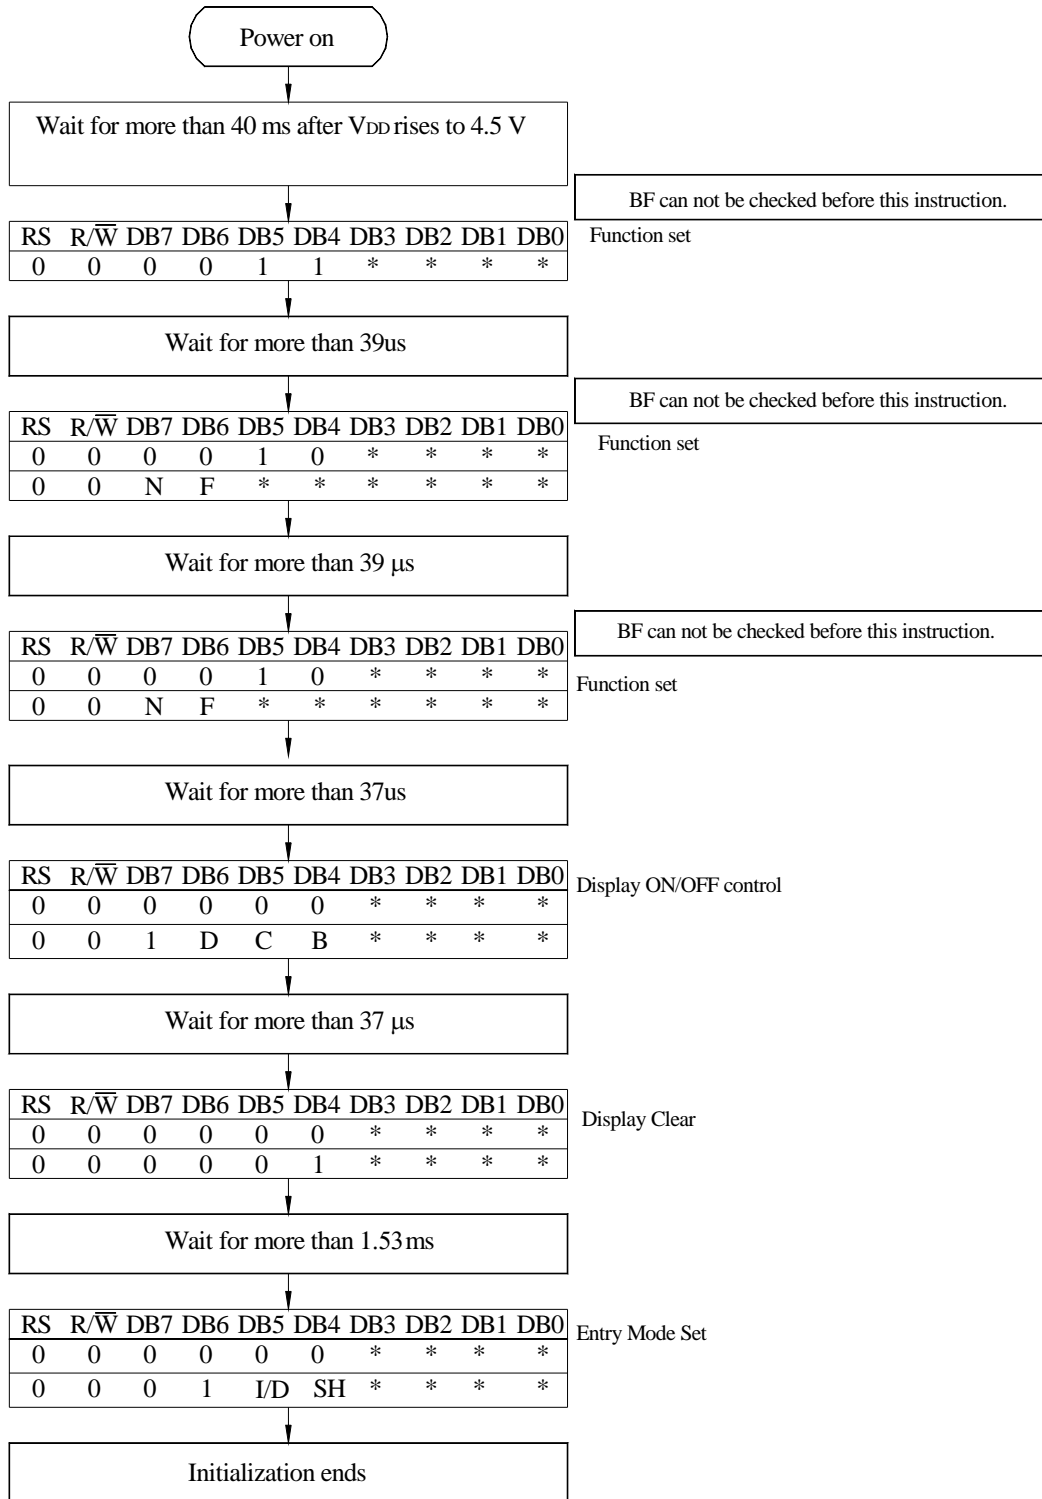 Power on
Wait for more than 40 ms after VDD rises to 4.5 V
BF can not be checked before this instruction.
RS R/W̅ DB7 DB6 DB5 DB4 DB3 DB2 DB1 DB0
Function set
0 0 0 0 1 1 * * * *
Wait for more than 39us
BF can not be checked before this instruction.
RS R/W̅ DB7 DB6 DB5 DB4 DB3 DB2 DB1 DB0
Function set
0 0 0 0 1 0 * * * *
0 0 N F * * * * * *
Wait for more than 39 μs
BF can not be checked before this instruction.
RS R/W̅ DB7 DB6 DB5 DB4 DB3 DB2 DB1 DB0
0 0 0 0 1 0 * * * *
Function set
0 0 N F * * * * * *
Wait for more than 37us
RS R/W̅ DB7 DB6 DB5 DB4 DB3 DB2 DB1 DB0
Display ON/OFF control
0 0 0 0 0 0 * * * *
0 0 1 D C B * * * *
Wait for more than 37 μs
RS R/W̅ DB7 DB6 DB5 DB4 DB3 DB2 DB1 DB0
Display Clear
0 0 0 0 0 0 * * * *
0 0 0 0 0 1 * * * *
Wait for more than 1.53ms
RS R/W̅ DB7 DB6 DB5 DB4 DB3 DB2 DB1 DB0
Entry Mode Set
0 0 0 0 0 0 * * * *
0 0 0 1 I/D SH * * * *
Initialization ends